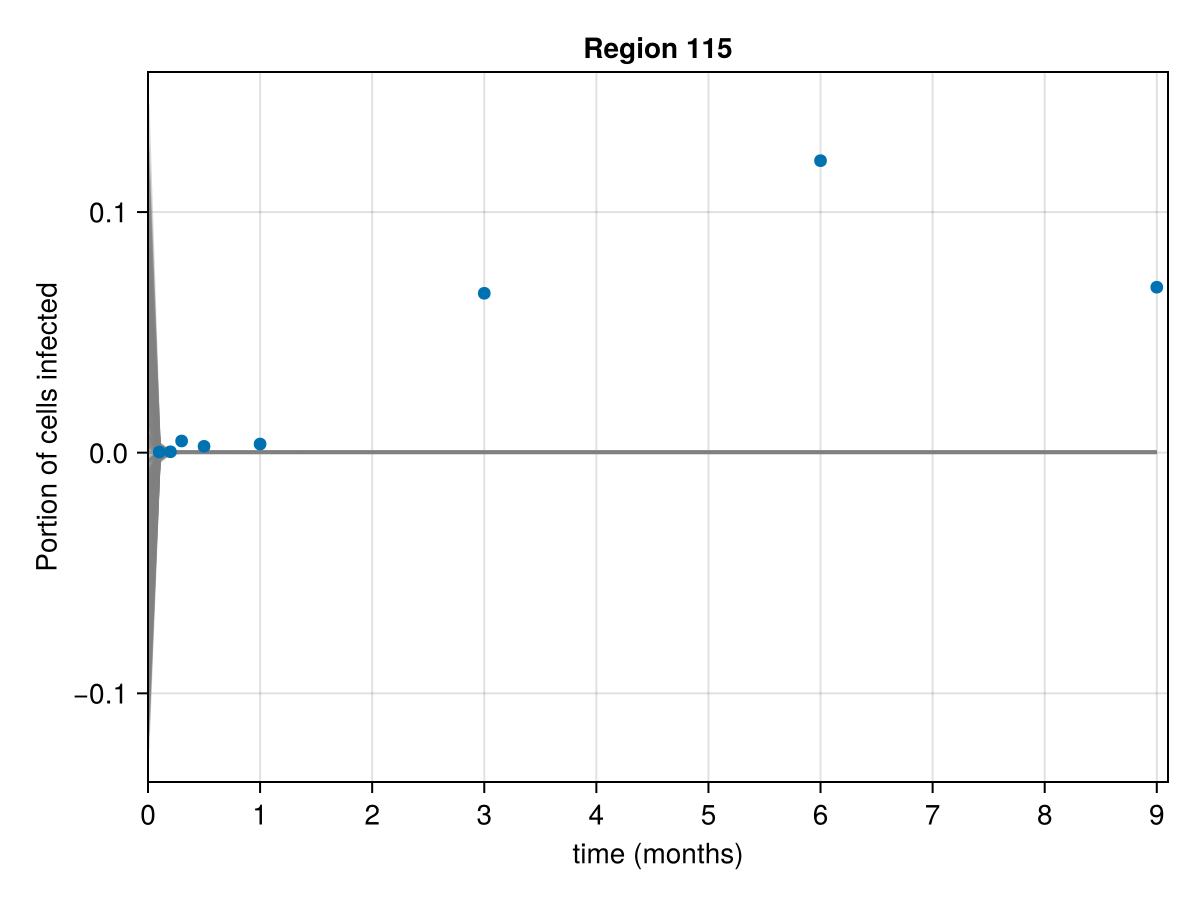 Region 115
Portion of cells infected
0.1
0.0
−0.1
0 1 2 3 4 5 6 7 8 9
time (months)